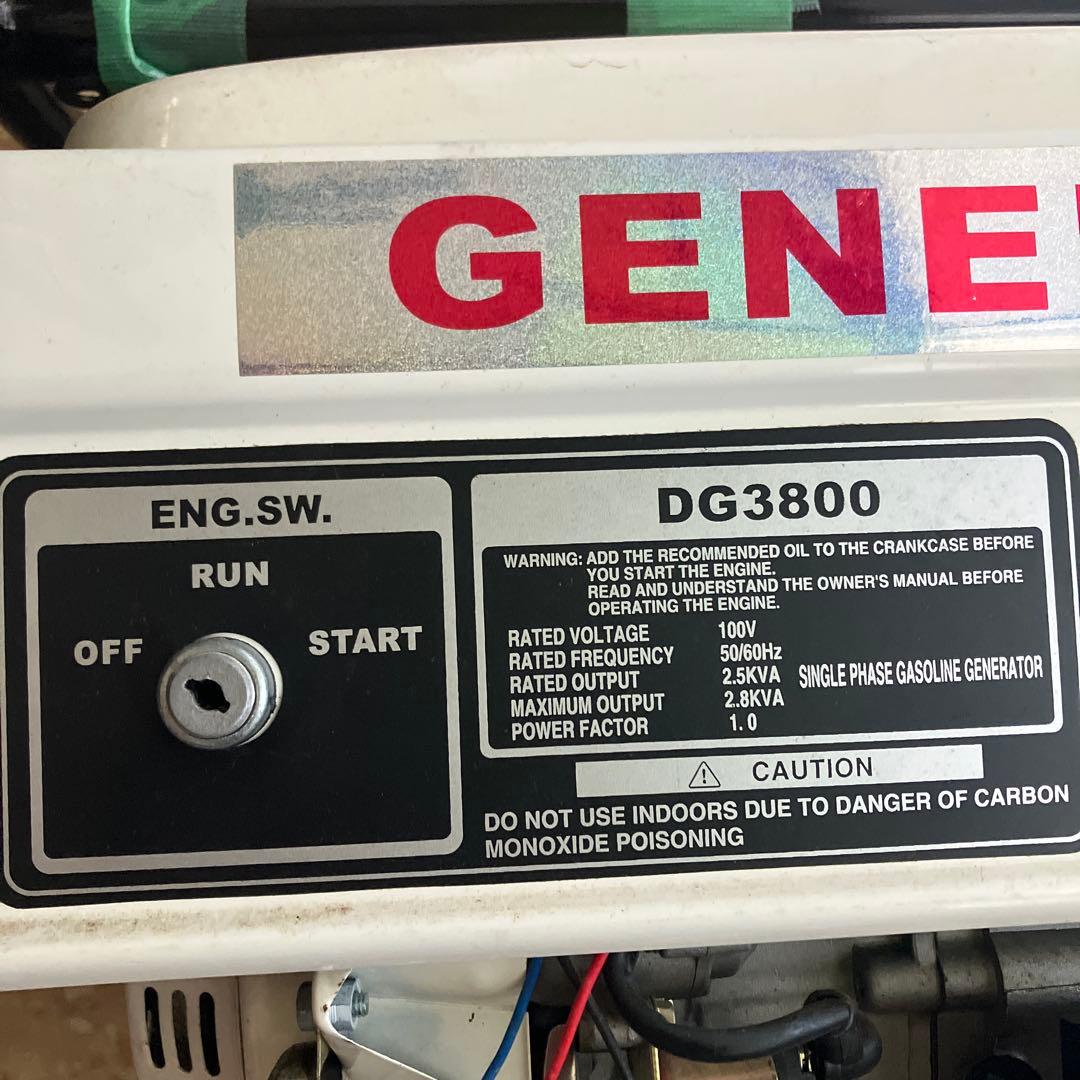 GENE
ENG.SW.
RUN
OFF
START
DG3800
WARNING: ADD THE RECOMMENDED OIL TO THE CRANKCASE BEFORE
YOU START THE ENGINE.
READ AND UNDERSTAND THE OWNER'S MANUAL BEFORE
OPERATING THE ENGINE.
RATED VOLTAGE 100V
RATED FREQUENCY 50/60Hz
RATED OUTPUT 2.5KVA SINGLE PHASE GASOLINE GENERATOR
MAXIMUM OUTPUT 2.8KVA
POWER FACTOR 1.0
CAUTION
DO NOT USE INDOORS DUE TO DANGER OF CARBON
MONOXIDE POISONING